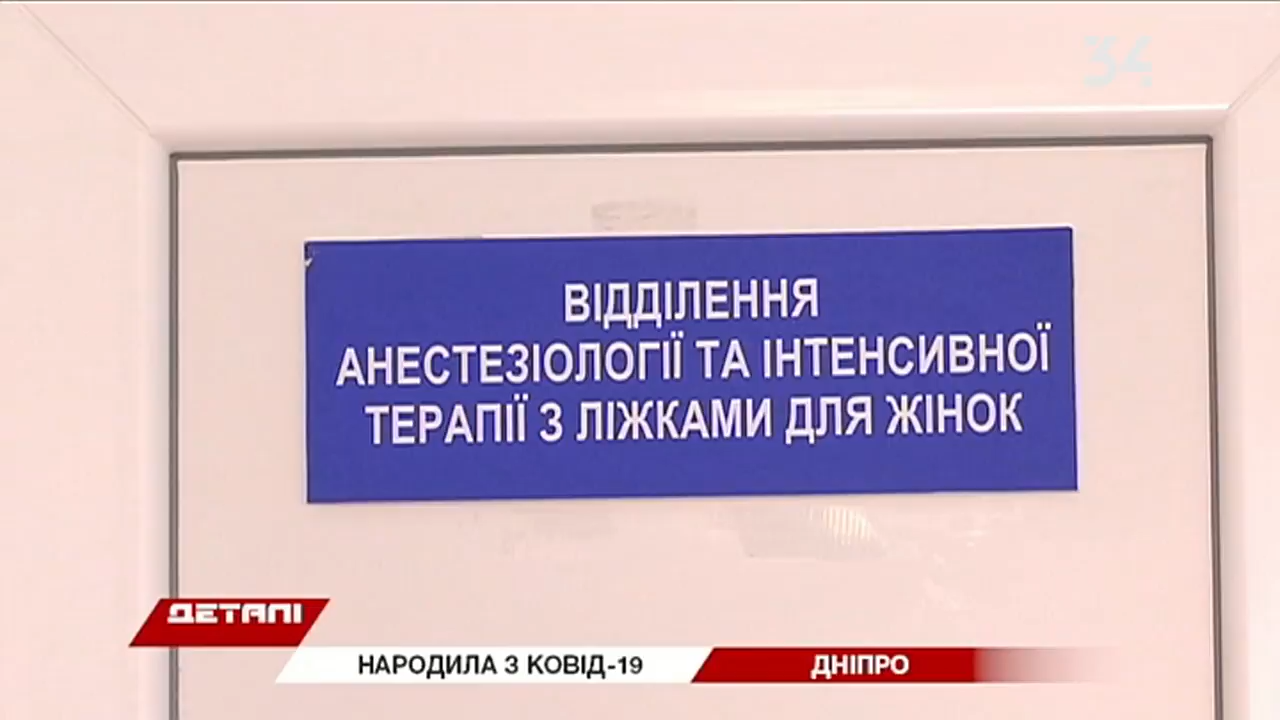 34
ВІДДІЛЕННЯ
АНЕСТЕЗІОЛОГІЇ ТА ІНТЕНСИВНОЇ
ТЕРАПІЇ З ЛІЖКАМИ ДЛЯ ЖІНОК
ДЕТАЛІ
НАРОДИЛА З КОВІД-19 ДНІПРО